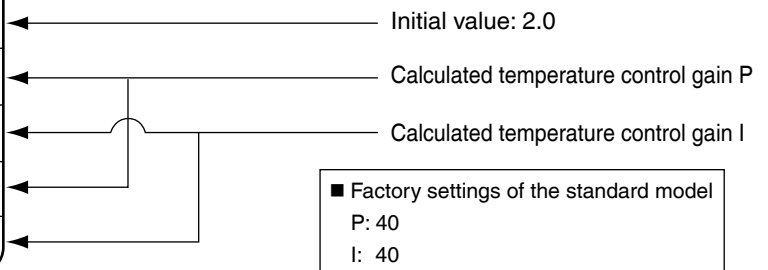 Initial value: 2.0
Calculated temperature control gain P
Calculated temperature control gain I
■ Factory settings of the standard model
P: 40
I: 40